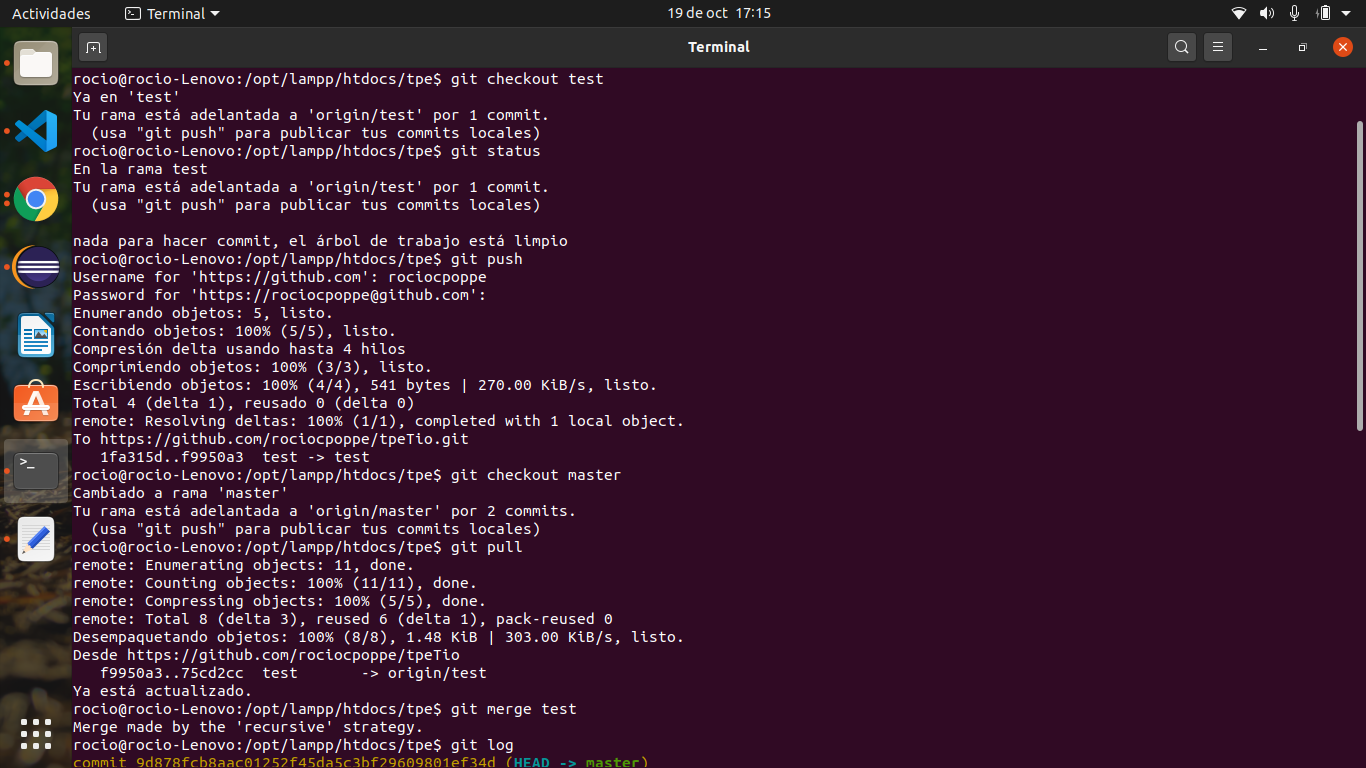 Actividades
Terminal
19 de oct 17:15
Terminal
rocio@rocio-Lenovo:/opt/lampp/htdocs/tpe$ git checkout test
Ya en 'test'
Tu rama está adelantada a 'origin/test' por 1 commit.
  (usa "git push" para publicar tus commits locales)
rocio@rocio-Lenovo:/opt/lampp/htdocs/tpe$ git status
En la rama test
Tu rama está adelantada a 'origin/test' por 1 commit.
  (usa "git push" para publicar tus commits locales)
nada para hacer commit, el árbol de trabajo está limpio
rocio@rocio-Lenovo:/opt/lampp/htdocs/tpe$ git push
Username for 'https://github.com': rociocpoppe
Password for 'https://rociocpoppe@github.com':
Enumerando objetos: 5, listo.
Contando objetos: 100% (5/5), listo.
Compresión delta usando hasta 4 hilos
Comprimiendo objetos: 100% (3/3), listo.
Escribiendo objetos: 100% (4/4), 541 bytes | 270.00 KiB/s, listo.
Total 4 (delta 1), reusado 0 (delta 0)
remote: Resolving deltas: 100% (1/1), completed with 1 local object.
To https://github.com/rociocpoppe/tpeTio.git
   1fa315d..f9950a3  test -> test
rocio@rocio-Lenovo:/opt/lampp/htdocs/tpe$ git checkout master
Cambiado a rama 'master'
Tu rama está adelantada a 'origin/master' por 2 commits.
  (usa "git push" para publicar tus commits locales)
rocio@rocio-Lenovo:/opt/lampp/htdocs/tpe$ git pull
remote: Enumerating objects: 11, done.
remote: Counting objects: 100% (11/11), done.
remote: Compressing objects: 100% (5/5), done.
remote: Total 8 (delta 3), reused 6 (delta 1), pack-reused 0
Desempaquetando objetos: 100% (8/8), 1.48 KiB | 303.00 KiB/s, listo.
Desde https://github.com/rociocpoppe/tpeTio
   f9950a3..75cd2cc  test       -> origin/test
Ya está actualizado.
rocio@rocio-Lenovo:/opt/lampp/htdocs/tpe$ git merge test
Merge made by the 'recursive' strategy.
rocio@rocio-Lenovo:/opt/lampp/htdocs/tpe$ git log
commit 9d878fcb8aac01252f45da5c3bf29609801ef34d (HEAD -> master)